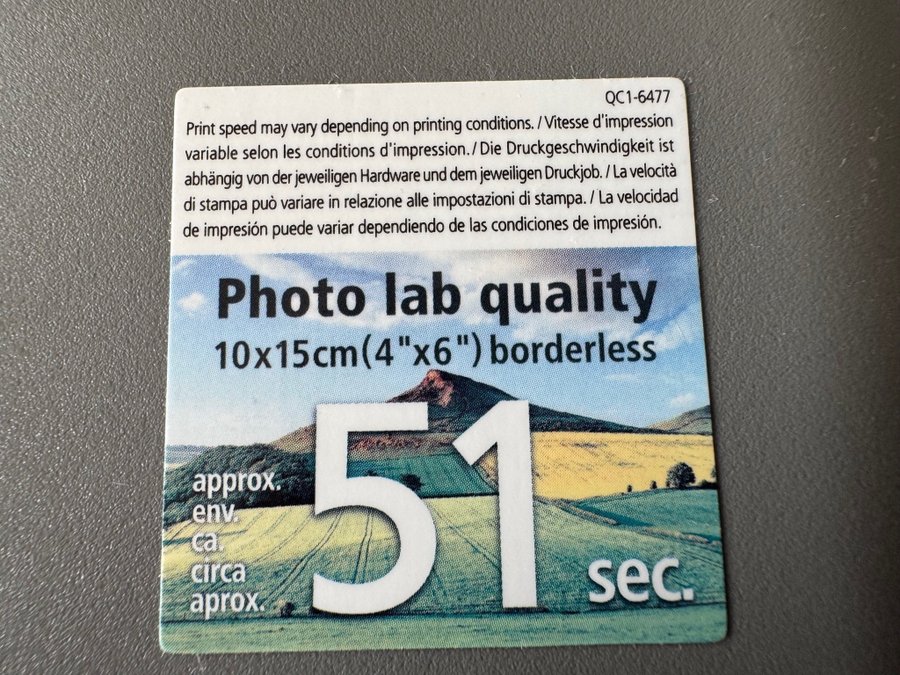 QC1-6477
Print speed may vary depending on printing conditions. / Vitesse d'impression
variable selon les conditions d'impression. / Die Druckgeschwindigkeit ist
abhängig von der jeweiligen Hardware und dem jeweiligen Druckjob. / La velocità
di stampa può variare in relazione alle impostazioni di stampa. / La velocidad
de impresión puede variar dependiendo de las condiciones de impresión.
Photo lab quality
10x15cm(4"x6") borderless
approx.
env.
ca.
circa
aprox.
51
sec.